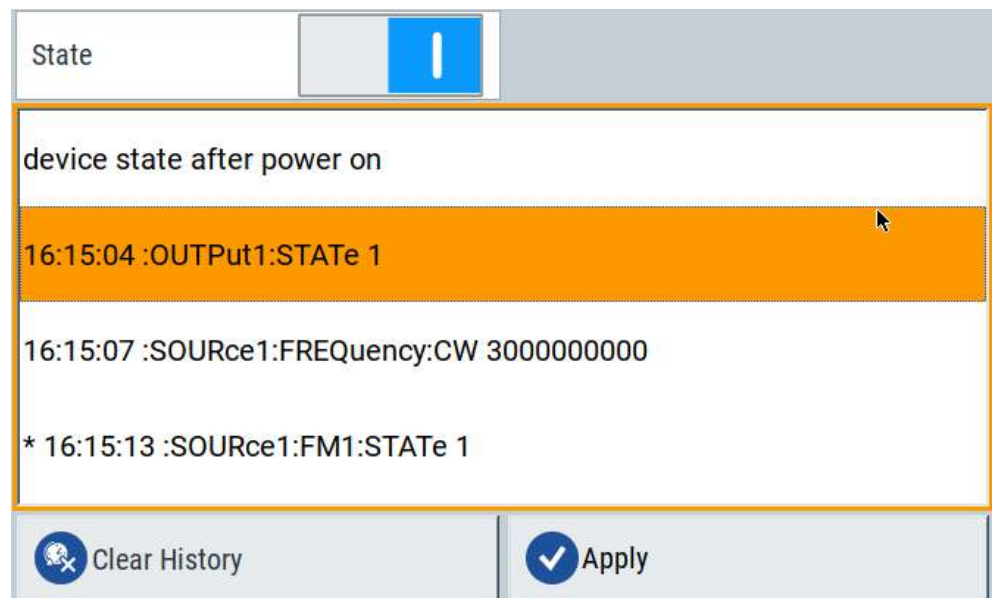 State
device state after power on
16:15:04 :OUTPut1:STATe 1
16:15:07 :SOURce1:FREQuency:CW 3000000000
* 16:15:13 :SOURce1:FM1:STATe 1
Clear History
Apply